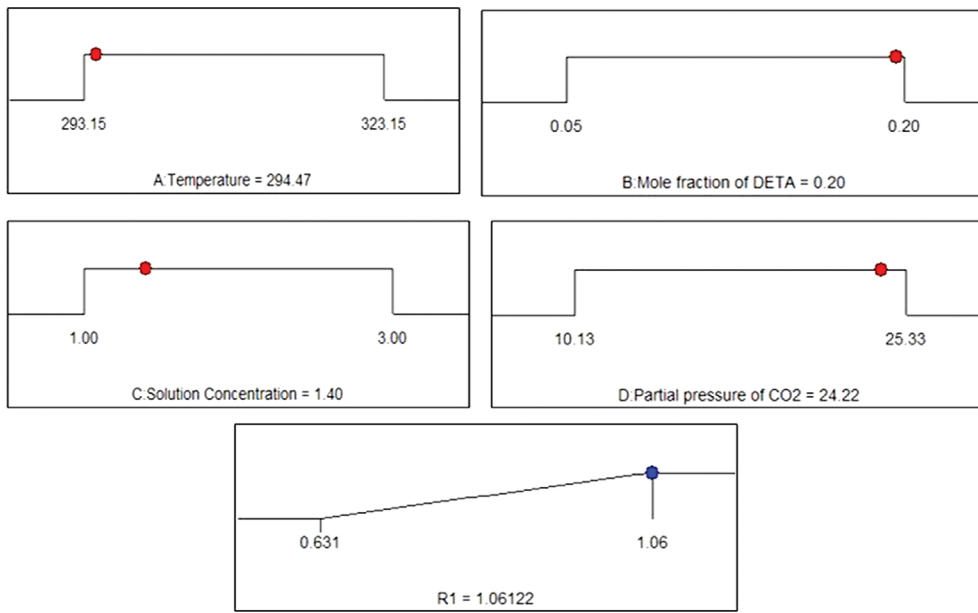 293.15 323.15
A:Temperature = 294.47
0.05 0.20
B:Mole fraction of DETA = 0.20
1.00 3.00
C:Solution Concentration = 1.40
10.13 25.33
D:Partial pressure of CO2 = 24.22
0.631 1.06
R1 = 1.06122